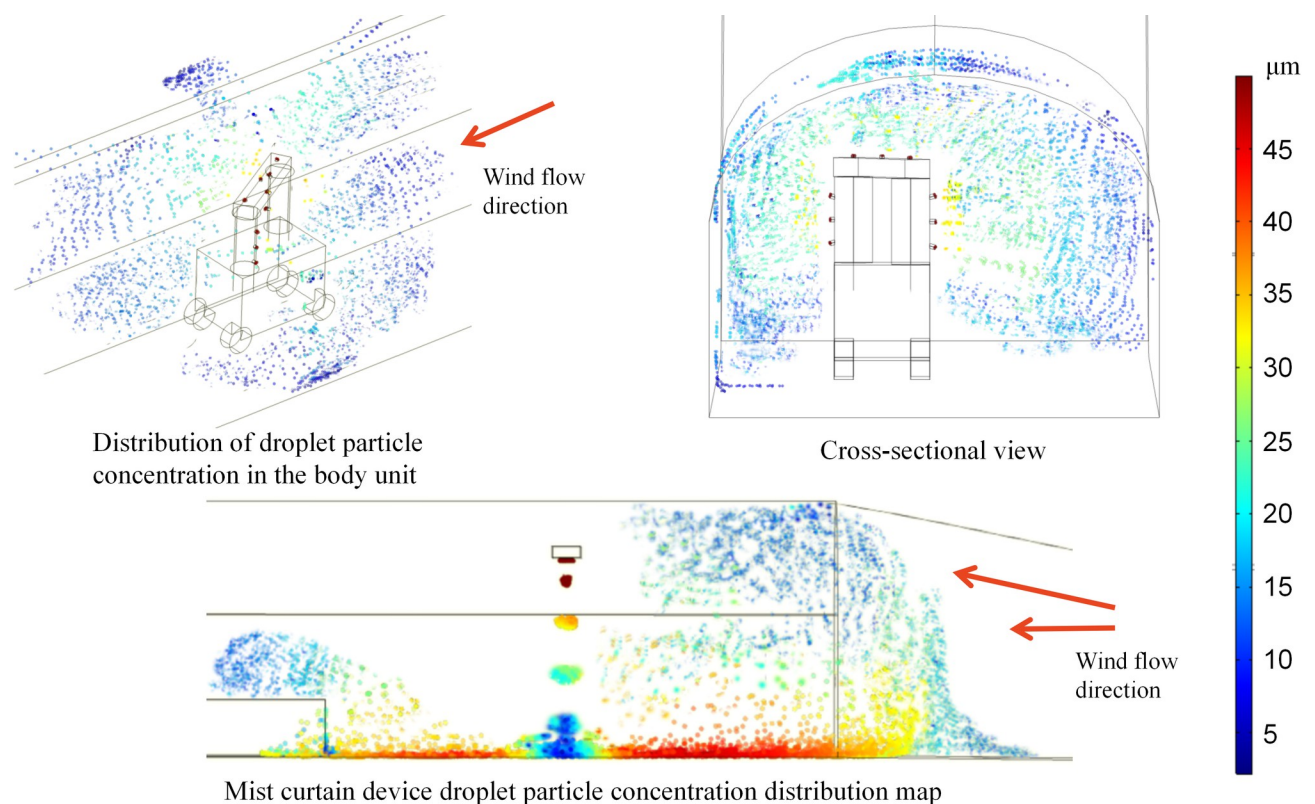 Wind flow
direction
Distribution of droplet particle
concentration in the body unit
Cross-sectional view
μm
45
40
35
30
25
20
15
10
5
Wind flow
direction
Mist curtain device droplet particle concentration distribution map